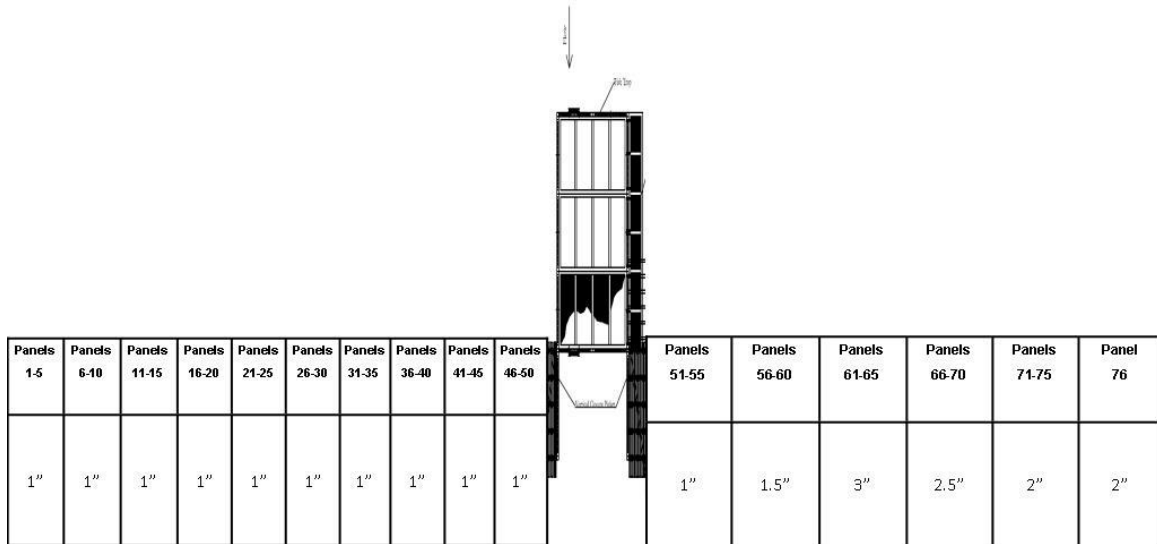 Panels
1-5
Panels
6-10
Panels
11-15
Panels
16-20
Panels
21-25
Panels
26-30
Panels
31-35
Panels
36-40
Panels
41-45
Panels
46-50
Panels
51-55
Panels
56-60
Panels
61-65
Panels
66-70
Panels
71-75
Panel
76
1”
1”
1”
1”
1”
1”
1”
1”
1”
1”
1”
1.5”
3”
2.5”
2”
2”